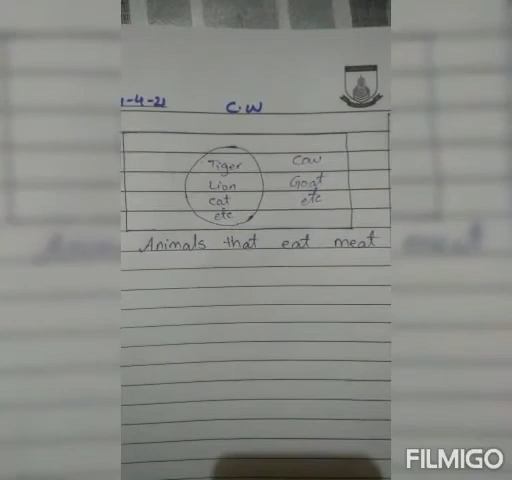 1-4-21 C.W
Tiger Cow
Lion Goat
cat etc
etc
Animals that eat meat
FILMIGO